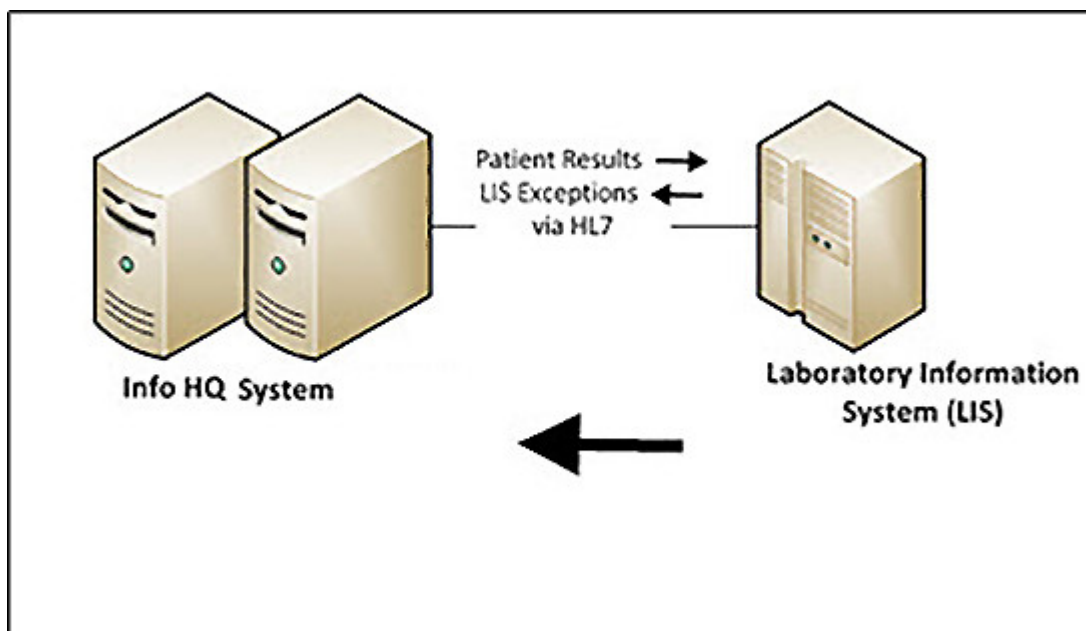 Patient Results
LIS Exceptions
via HL7
Info HQ System
Laboratory Information
System (LIS)